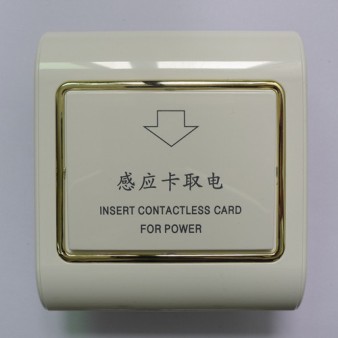 感应卡取电
INSERT CONTACTLESS CARD
FOR POWER